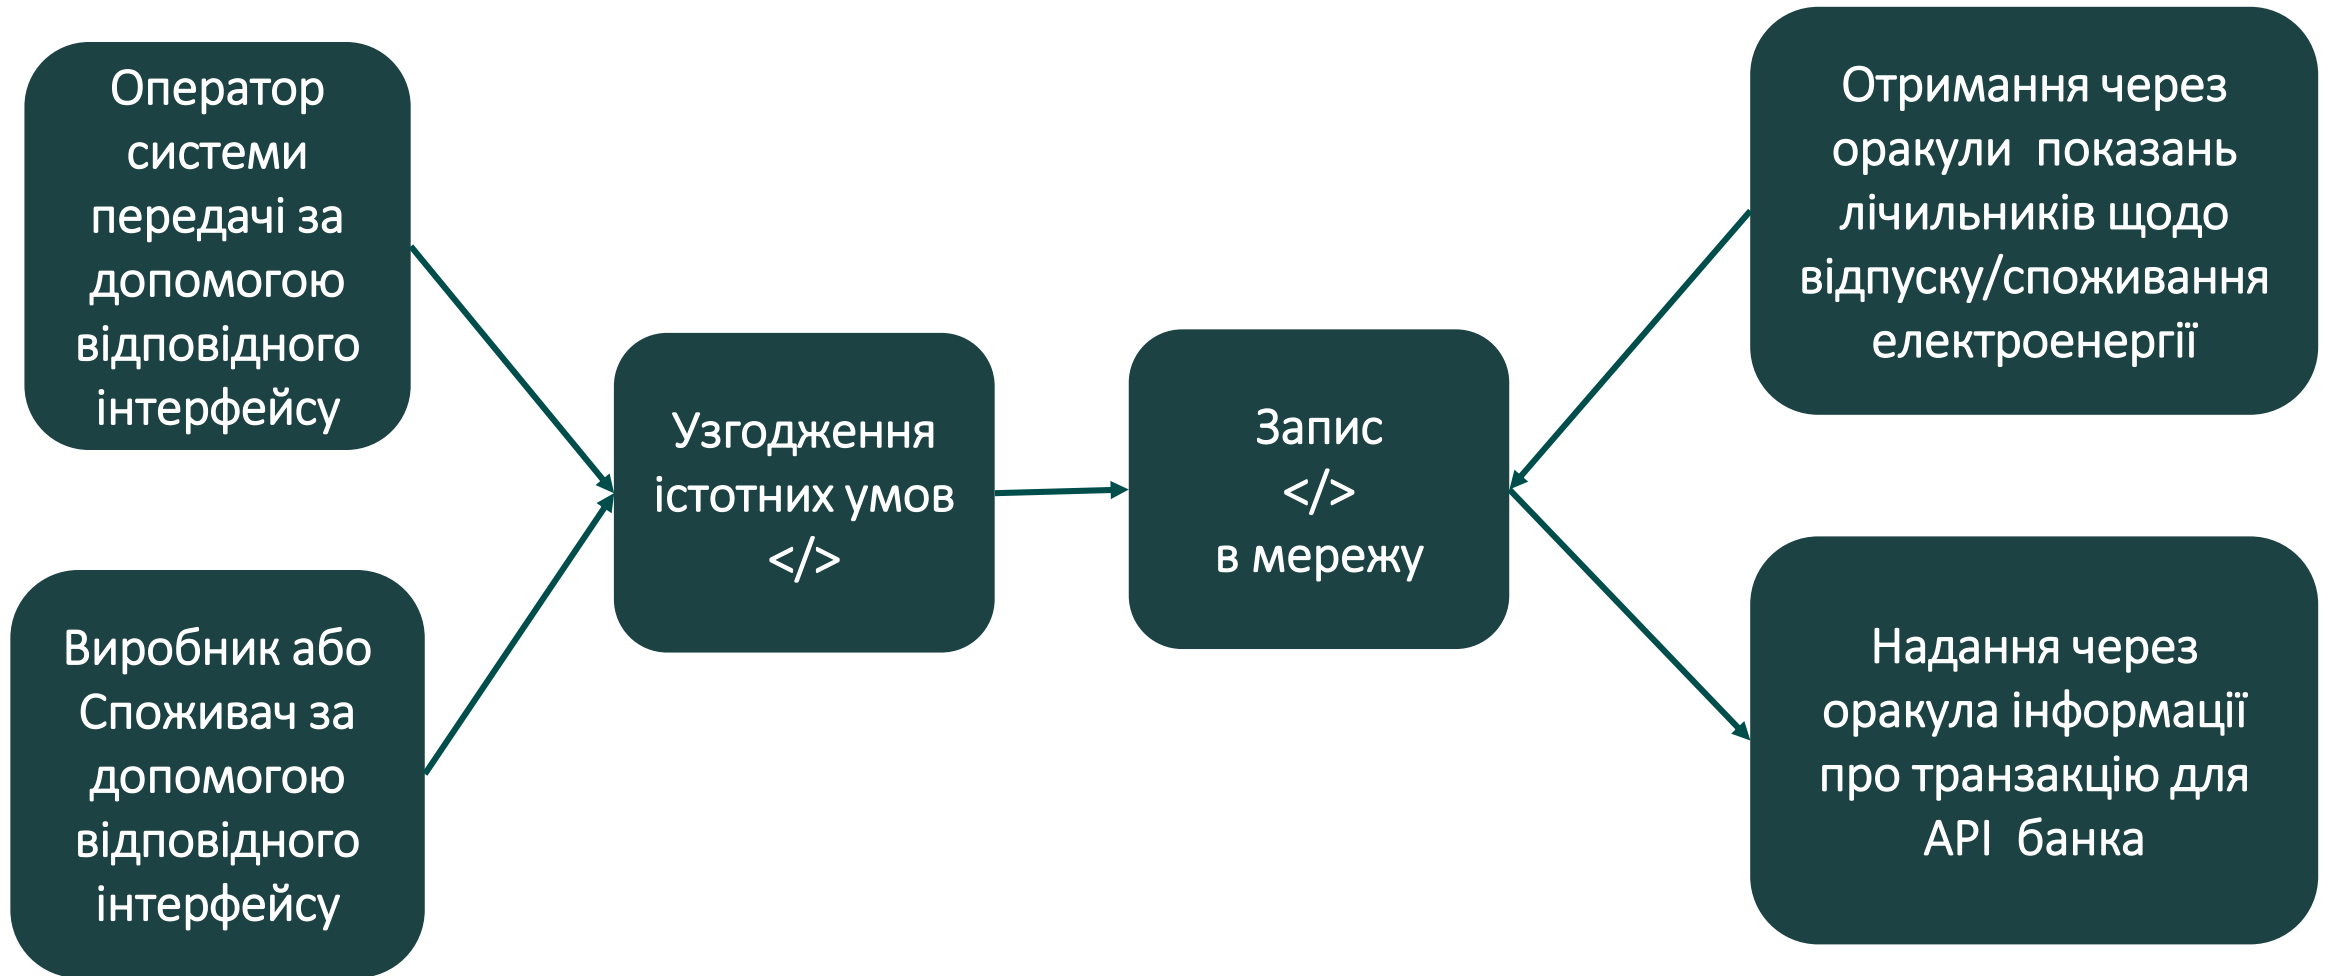 Оператор
системи
передачі за
допомогою
відповідного
інтерфейсу
Виробник або
Споживач за
допомогою
відповідного
інтерфейсу
Узгодження
істотних умов
</>
Запис
</>
в мережу
Отримання через
оракули показань
лічильників щодо
відпуску/споживання
електроенергії
Надання через
оракула інформації
про транзакцію для
API банка